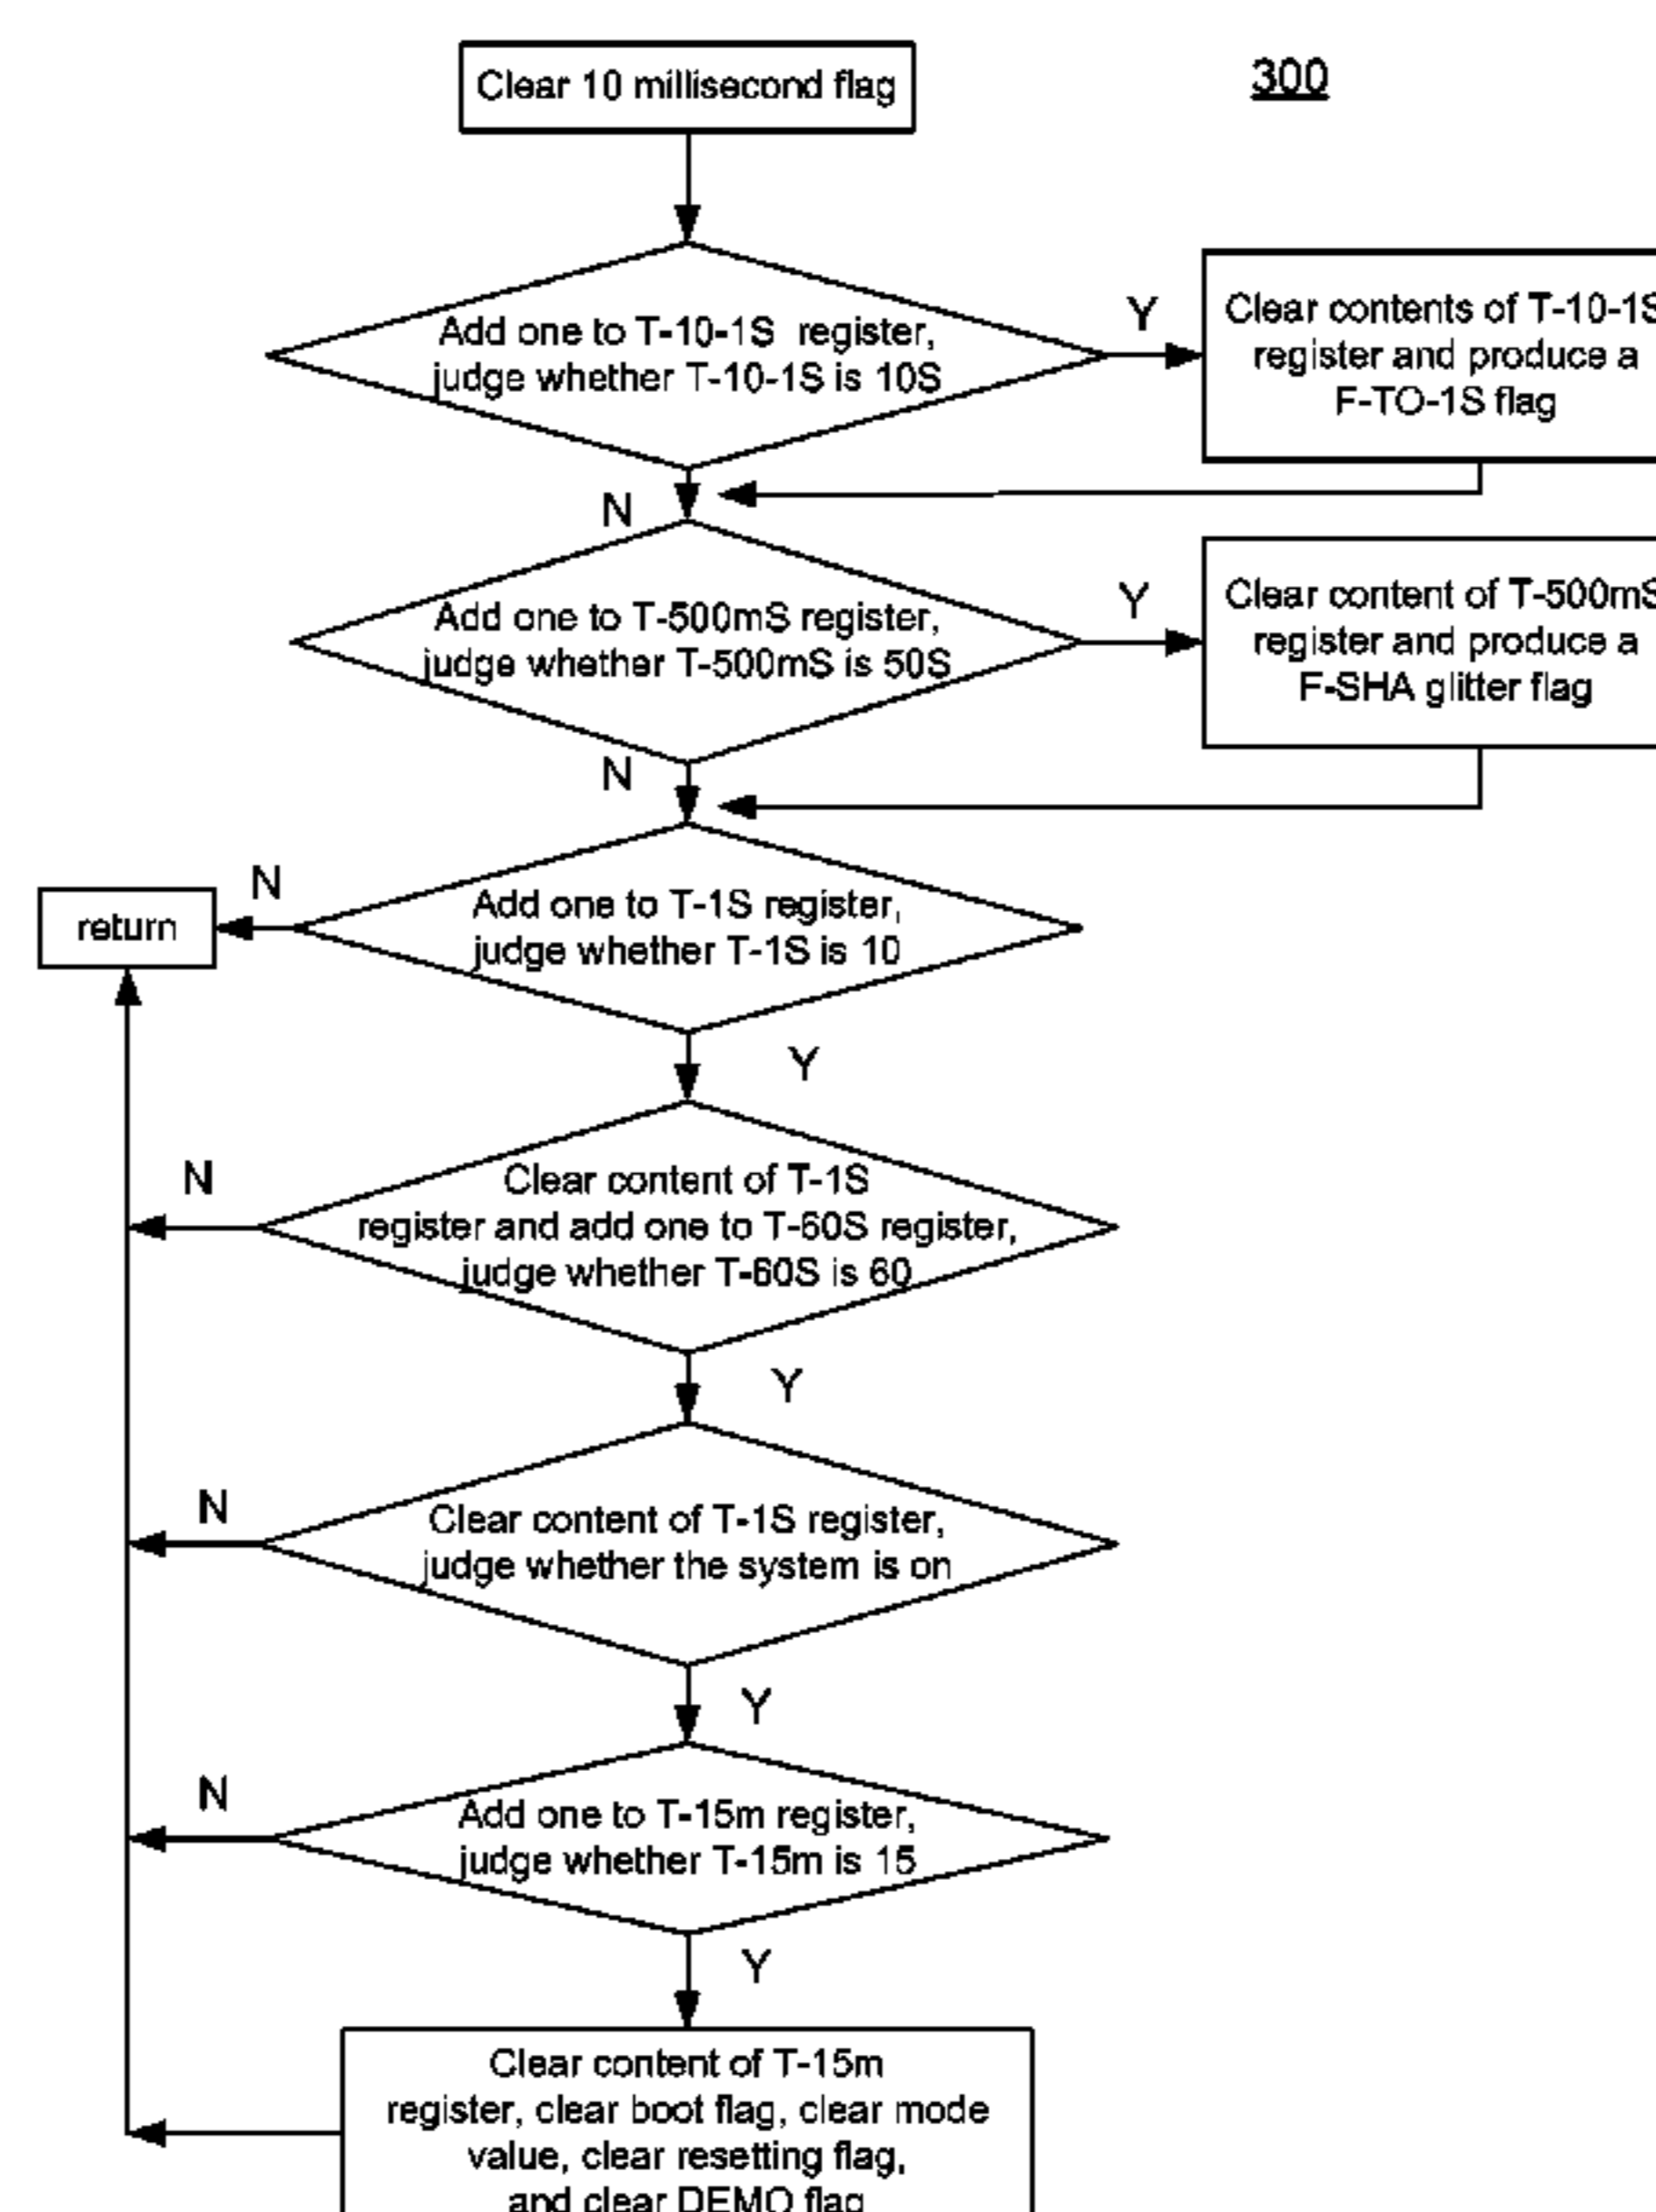 300
Clear 10 millisecond flag
Add one to T-10-1S register,
judge whether T-10-1S is 10S
Y
Clear contents of T-10-1S
register and produce a
F-TO-1S flag
N
Add one to T-500mS register,
judge whether T-500mS is 50S
Y
Clear content of T-500mS
register and produce a
F-SHA glitter flag
N
Add one to T-1S register,
judge whether T-1S is 10
N
return
Y
Clear content of T-1S
register and add one to T-60S register,
judge whether T-60S is 60
N
Y
Clear content of T-1S register,
judge whether the system is on
N
Y
Add one to T-15m register,
judge whether T-15m is 15
N
Y
Clear content of T-15m
register, clear boot flag, clear mode
value, clear resetting flag,
and clear DEMO flag